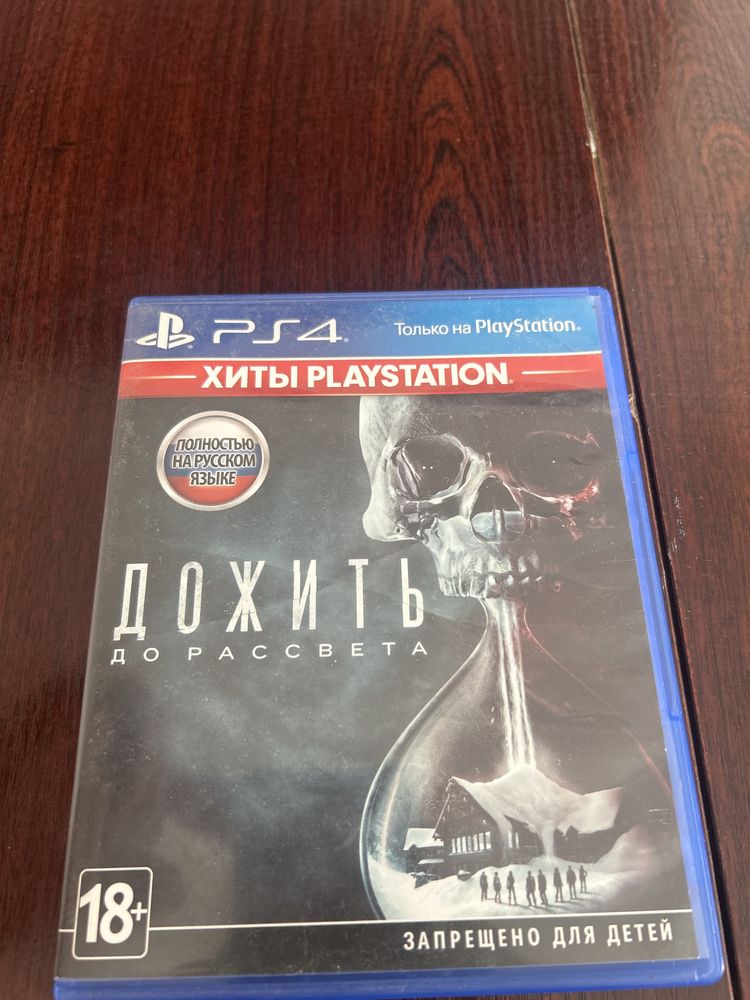 PS4
Только на PlayStation
ХИТЫ PLAYSTATION
ПОЛНОСТЬЮ
НА РУССКОМ
ЯЗЫКЕ
ДОЖИТЬ
ДО РАССВЕТА
18+
ЗАПРЕЩЕНО ДЛЯ ДЕТЕЙ